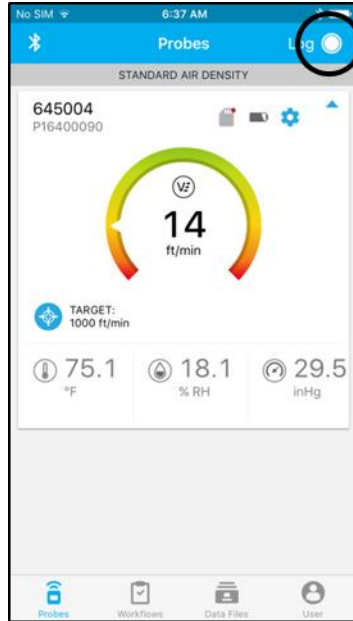 No SIM 6:37 AM
Probes Log
STANDARD AIR DENSITY
645004
P16400090
14
ft/min
TARGET:
1000 ft/min
75.1 18.1 29.5
°F % RH inHg
Probes Workflows Data Files User